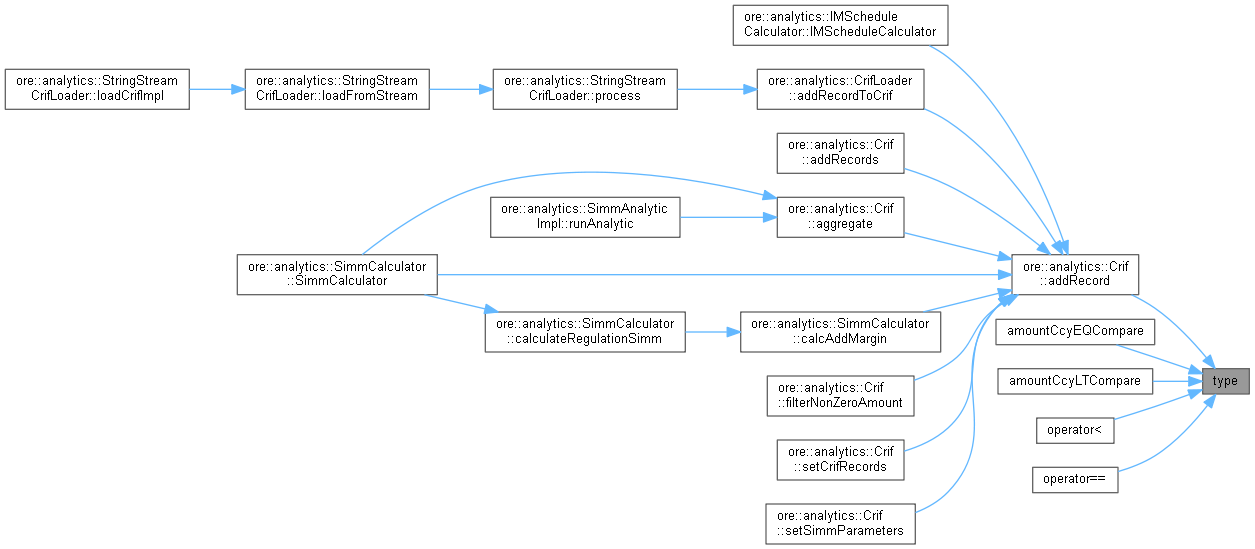 ore::analytics::IMSchedule
Calculator::IMScheduleCalculator
ore::analytics::StringStream
CrifLoader::loadCrifImpl
ore::analytics::StringStream
CrifLoader::loadFromStream
ore::analytics::StringStream
CrifLoader::process
ore::analytics::CrifLoader
::addRecordToCrif
ore::analytics::Crif
::addRecords
ore::analytics::SimmAnalytic
Impl::runAnalytic
ore::analytics::Crif
::aggregate
ore::analytics::SimmCalculator
::SimmCalculator
ore::analytics::Crif
::addRecord
ore::analytics::SimmCalculator
::calculateRegulationSimm
ore::analytics::SimmCalculator
::calcAddMargin
amountCcyEQCompare
amountCcyLTCompare
type
ore::analytics::Crif
::filterNonZeroAmount
operator<
ore::analytics::Crif
::setCrifRecords
operator==
ore::analytics::Crif
::setSimmParameters